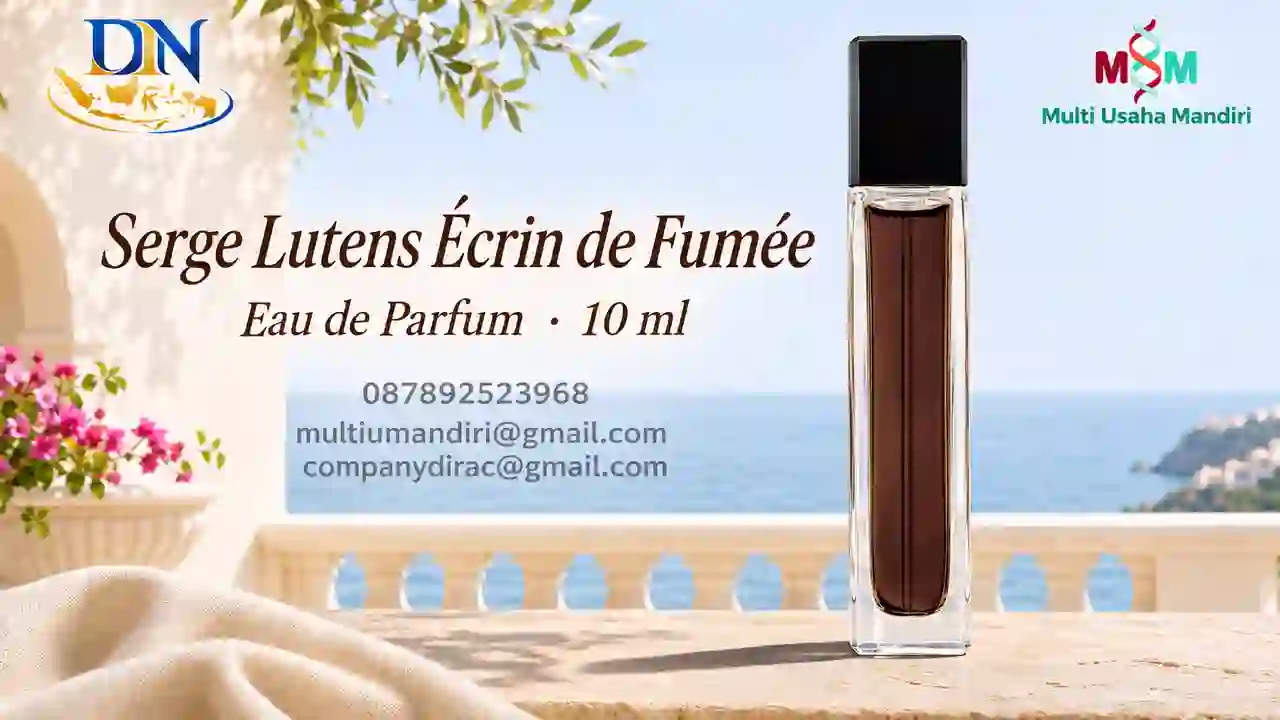 DN
M M
Multi Usaha Mandiri
Serge Lutens Écrin de Fumée
Eau de Parfum · 10 ml
087892523968
multiumandiri@gmail.com
companydirac@gmail.com